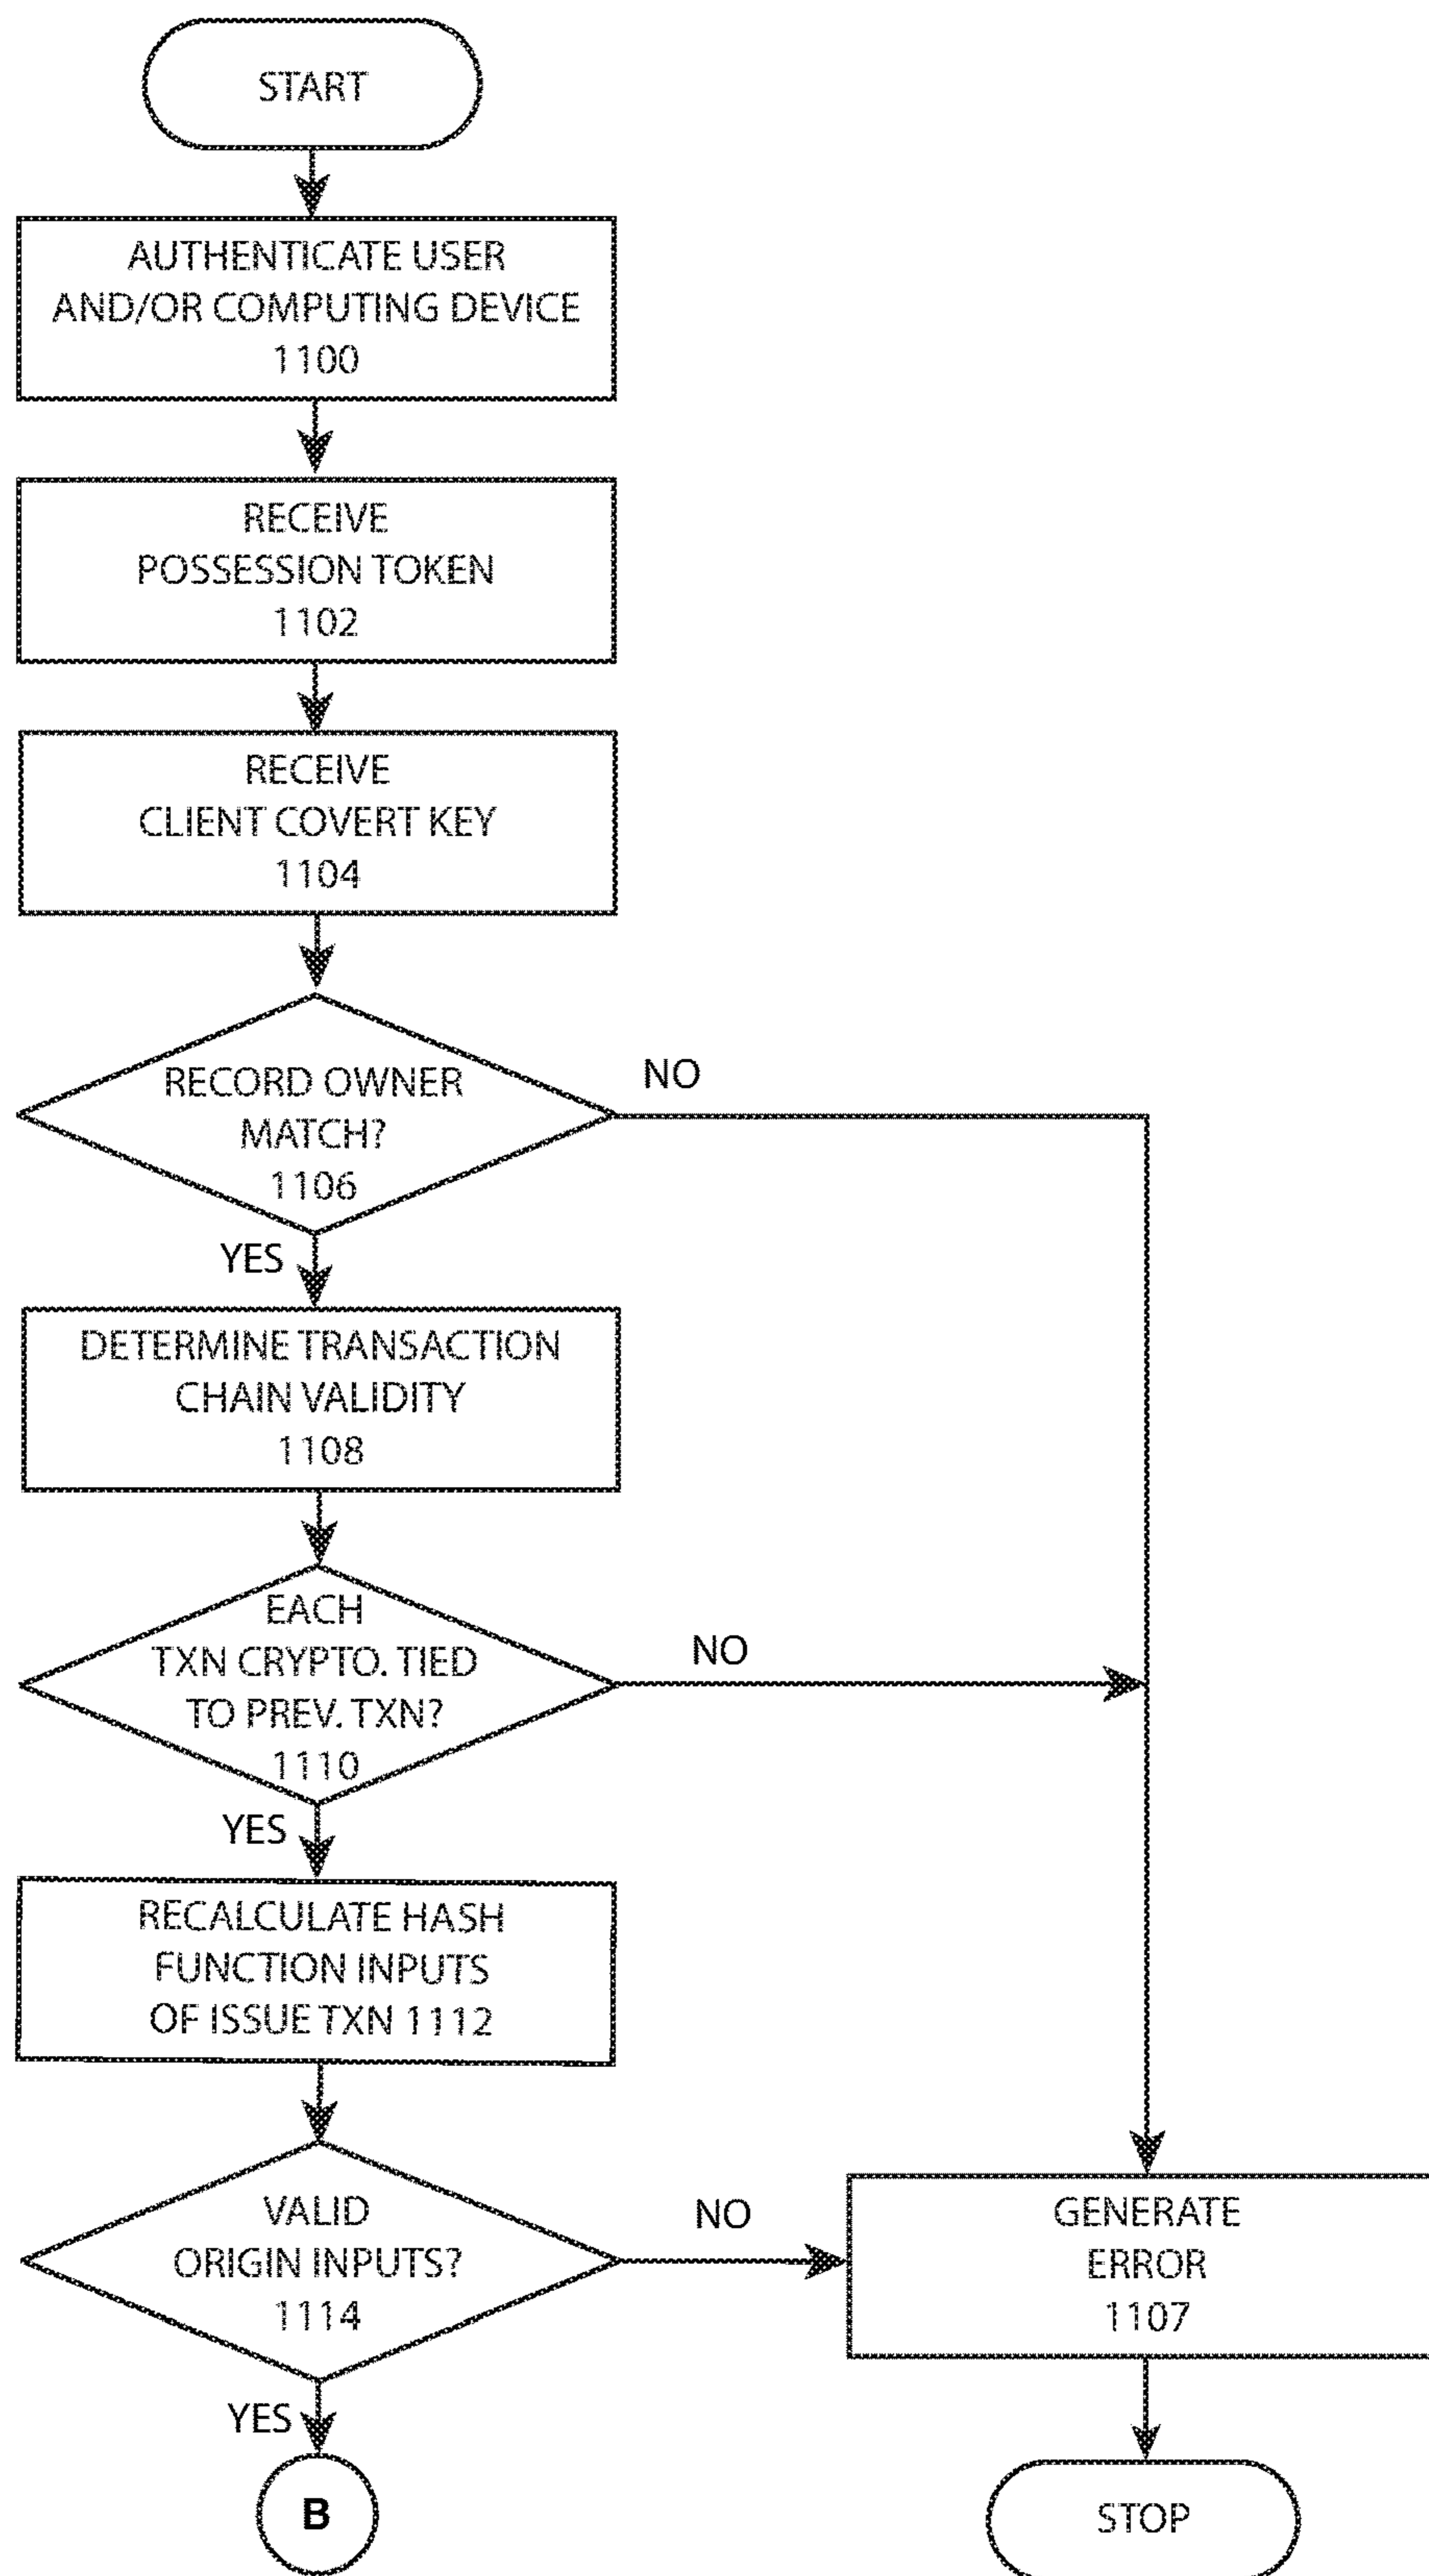 START
AUTHENTICATE USER
AND/OR COMPUTING DEVICE
1100
RECEIVE
POSSESSION TOKEN
1102
RECEIVE
CLIENT COVERT KEY
1104
RECORD OWNER
MATCH?
1106
NO
YES
DETERMINE TRANSACTION
CHAIN VALIDITY
1108
EACH
TXN CRYPTO. TIED
TO PREV. TXN?
1110
NO
YES
RECALCULATE HASH
FUNCTION INPUTS
OF ISSUE TXN 1112
VALID
ORIGIN INPUTS?
1114
NO
GENERATE
ERROR
1107
YES
B
STOP